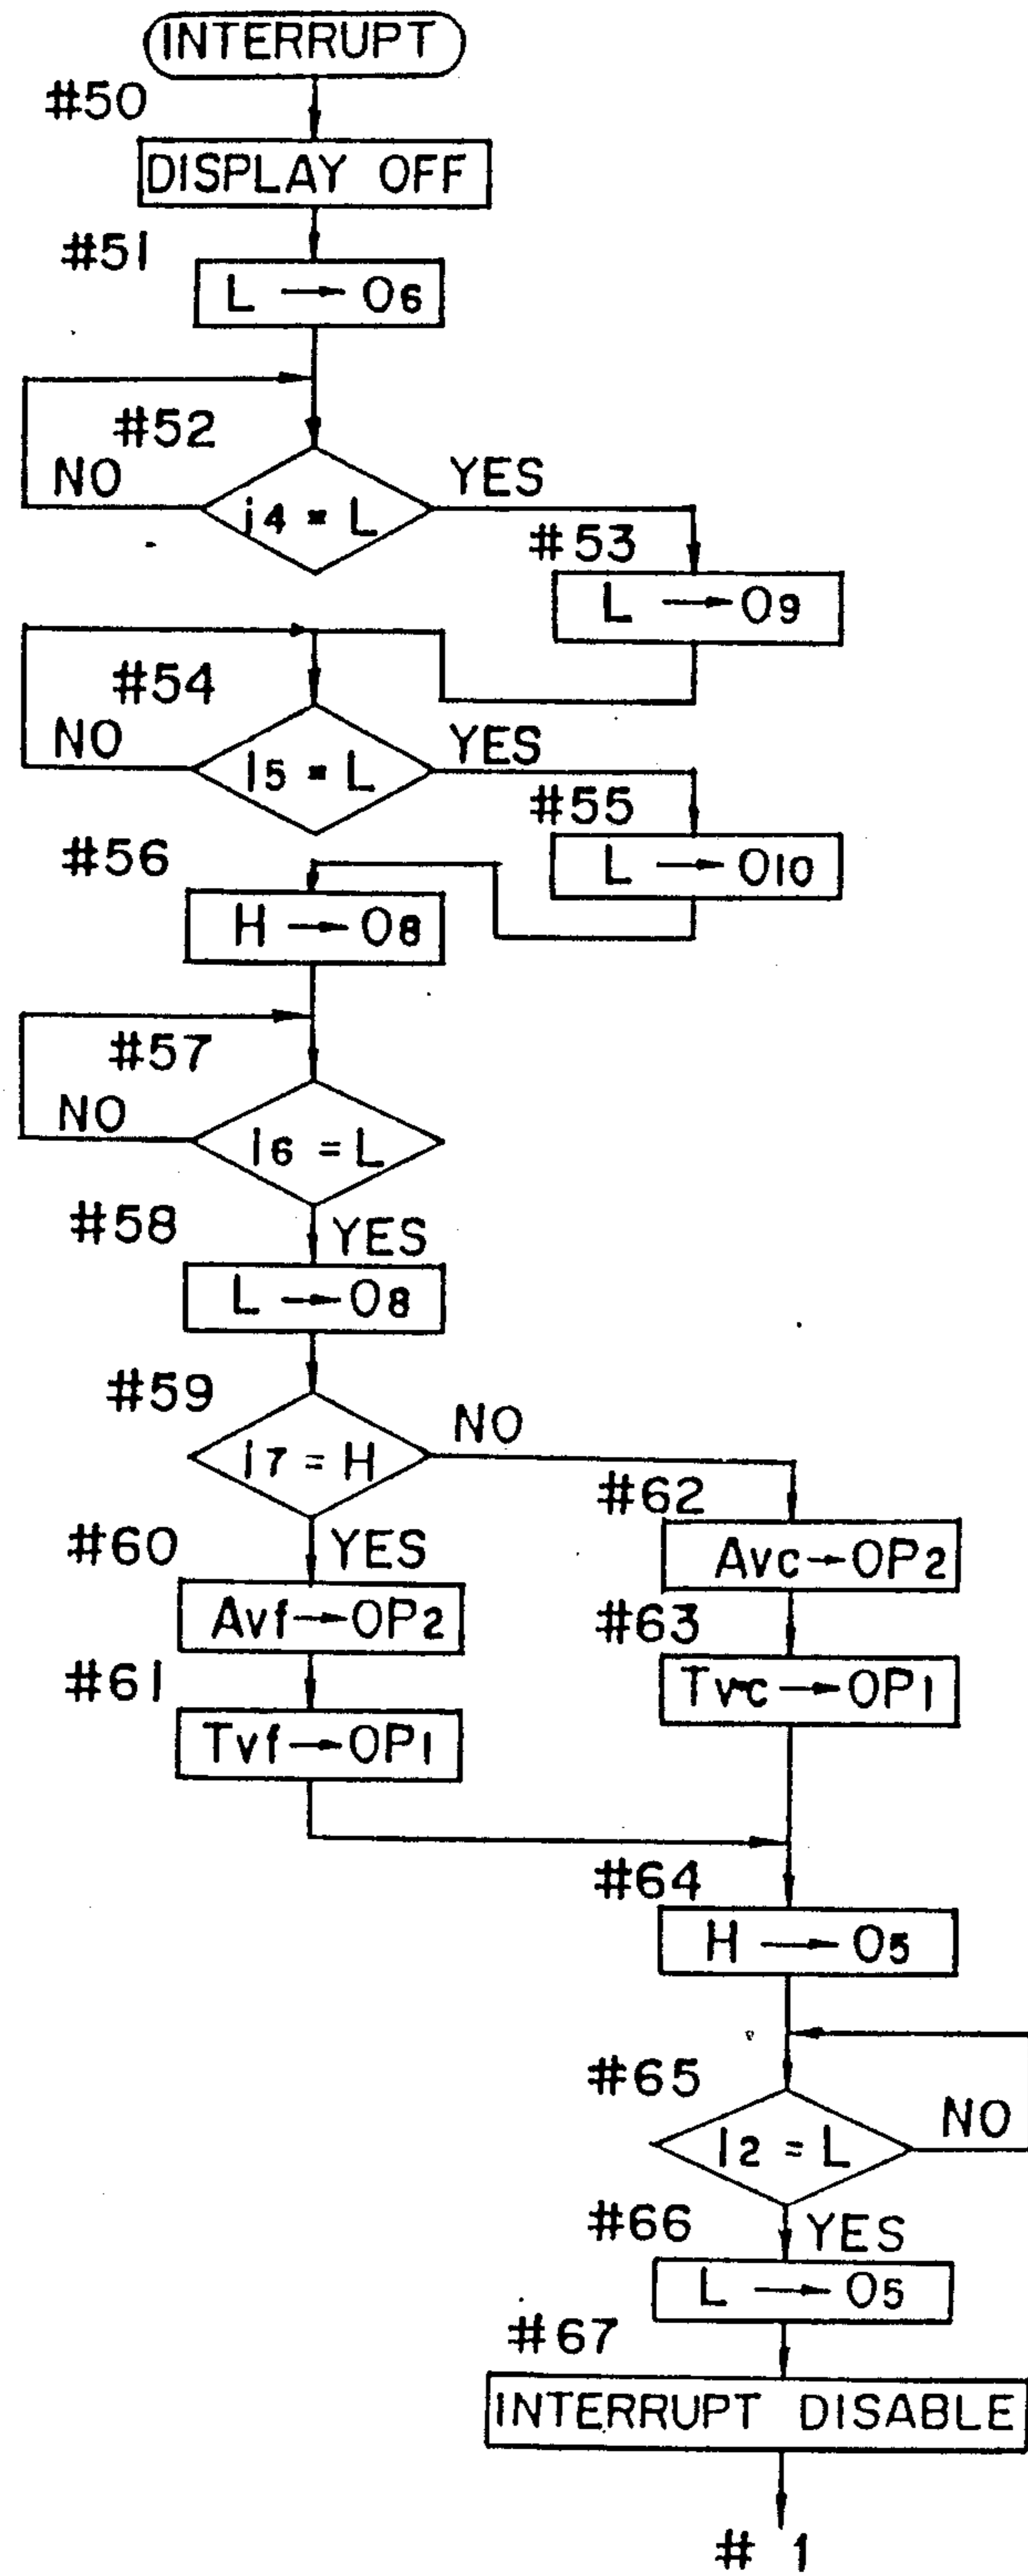 INTERRUPT
#50
DISPLAY OFF
#51
L → O6
#52
NO
YES
i4 = L
#53
L → O9
#54
NO
YES
i5 = L
#55
L → O10
#56
H → O8
#57
NO
i6 = L
#58
YES
L → O8
#59
NO
i7 = H
#62
#60
YES
Avc → OP2
Avf → OP2
#63
#61
Tvc → OP1
Tvf → OP1
#64
H → O5
#65
NO
i2 = L
#66
YES
L → O5
#67
INTERRUPT DISABLE
# 1